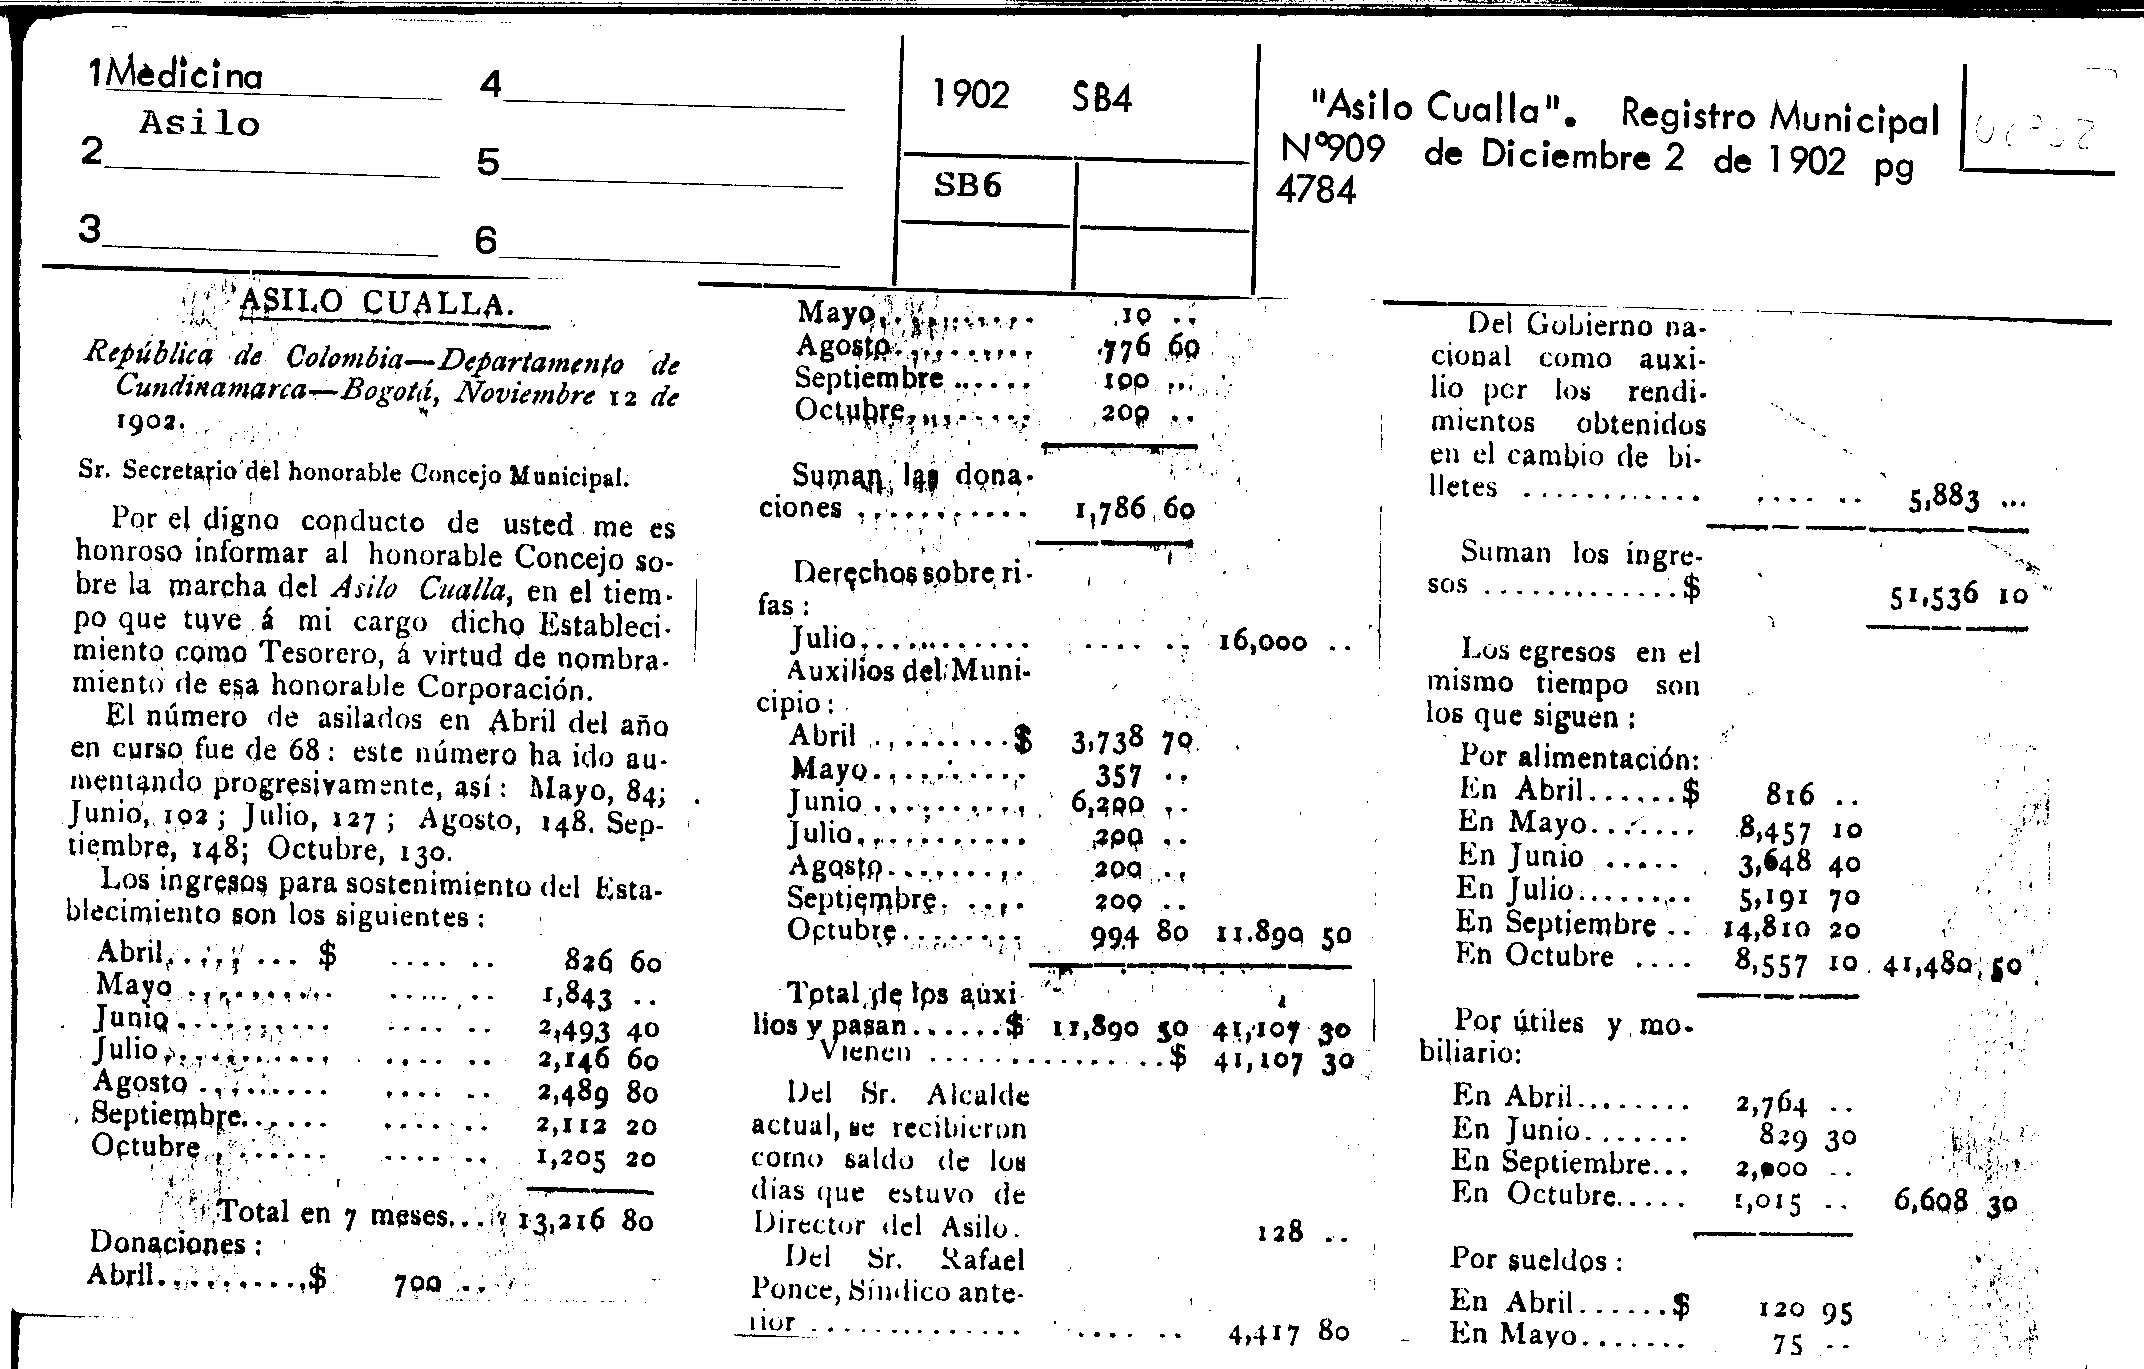 1 Medicina
Asilo
2
3
4
5
6
1902 SB4
SB6
"Asilo Cualla". Registro Municipal
Nº909 de Diciembre 2 de 1902 pg
4784
ASILO CUALLA.
República de Colombia—Departamento de
Cundinamarca—Bogotá, Noviembre 12 de
1902.
Sr. Secretario del honorable Concejo Municipal.
Por el digno conducto de usted me es
honroso informar al honorable Concejo so-
bre la marcha del Asilo Cualla, en el tiem-
po que tuve á mi cargo dicho Estableci-
miento como Tesorero, á virtud de nombra-
miento de esa honorable Corporación.
El número de asilados en Abril del año
en curso fue de 68: este número ha ido au-
mentando progresivamente, así: Mayo, 84;
Junio, 102; Julio, 127; Agosto, 148. Sep-
tiembre, 148; Octubre, 130.
Los ingresos para sostenimiento del Esta-
blecimiento son los siguientes:
Abril........ $ .... .. 826 60
Mayo .......... .... .. 1,843 ..
Junio........... .... .. 2,493 40
Julio........... .... .. 2,146 60
Agosto ......... .... .. 2,489 80
Septiembre...... .... .. 2,112 20
Octubre ........ .... .. 1,205 20
Total en 7 meses.... 13,216 80
Donaciones:
Abril..........$ 700 ..
Mayo........... 10 ..
Agosto.......... 776 60
Septiembre ...... 100 ..
Octubre.......... 200 ..
Suman las dona-
ciones ........... 1,786 60
Derechos sobre ri-
fas:
Julio............ .... .. 16,000 ..
Auxilios del Muni-
cipio:
Abril ..........$ 3,738 70
Mayo........... 357 ..
Junio ........... 6,200 ..
Julio............ 200 ..
Agosto.......... 200 ..
Septiembre. .... 200 ..
Octubre......... 994 80 11.890 50
Total de los auxi
lios y pasan......$ 11,890 50 41,107 30
Vienen ...............$ 41,107 30
Del Sr. Alcalde
actual, se recibieron
como saldo de los
días que estuvo de
Director del Asilo. 128 ..
Del Sr. Rafael
Ponce, Síndico ante-
rior .............. .... .. 4,417 80
Del Gobierno na-
cional como auxi-
lio por los rendi-
mientos obtenidos
en el cambio de bi-
lletes ............ .... .. 5,883 ...
Suman los ingre-
sos .............$ 51,536 10
Los egresos en el
mismo tiempo son
los que siguen:
Por alimentación:
En Abril......$ 816 ..
En Mayo........ 8,457 10
En Junio ..... 3,648 40
En Julio......... 5,191 70
En Septiembre .. 14,810 20
En Octubre .... 8,557 10 41,480 50
Por útiles y mo-
biliario:
En Abril........ 2,764 ..
En Junio....... 829 30
En Septiembre... 2,000 ..
En Octubre..... 1,015 .. 6,608 30
Por sueldos:
En Abril......$ 120 95
En Mayo....... 75 ..